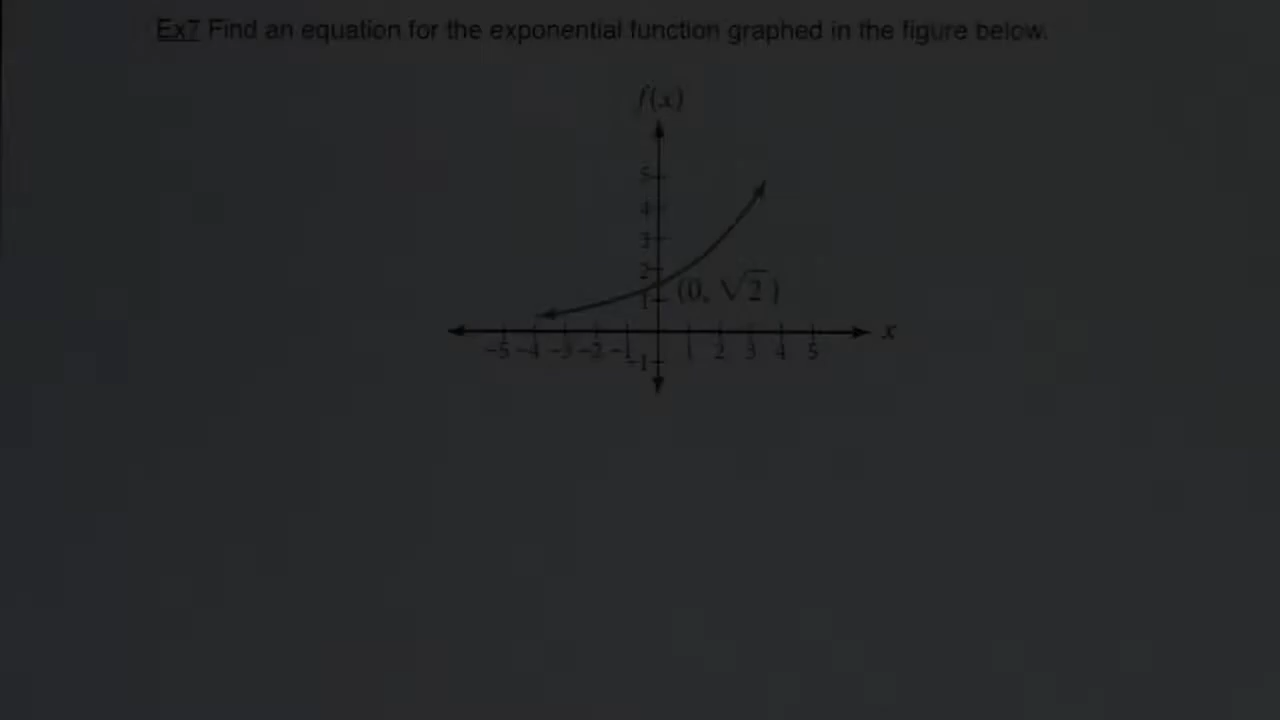 Ex7 Find an equation for the exponential function graphed in the figure below.
f(x)
5
4
3
2
(0, √2)
1
x
-5 -4 -3 -2 -1 1 2 3 4 5
-1